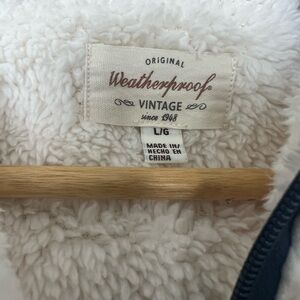 ORIGINAL
Weatherproof
VINTAGE
since 1948
L/G
MADE IN/
HECHO EN
CHINA